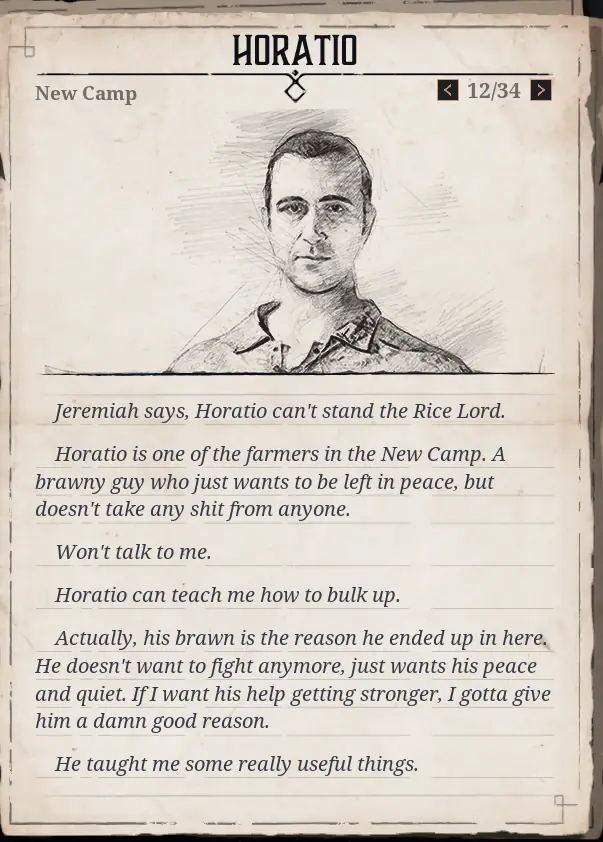 HORATIO
New Camp
12/34
Jeremiah says, Horatio can't stand the Rice Lord.
Horatio is one of the farmers in the New Camp. A
brawny guy who just wants to be left in peace, but
doesn't take any shit from anyone.
Won't talk to me.
Horatio can teach me how to bulk up.
Actually, his brawn is the reason he ended up in here.
He doesn't want to fight anymore, just wants his peace
and quiet. If I want his help getting stronger, I gotta give
him a damn good reason.
He taught me some really useful things.